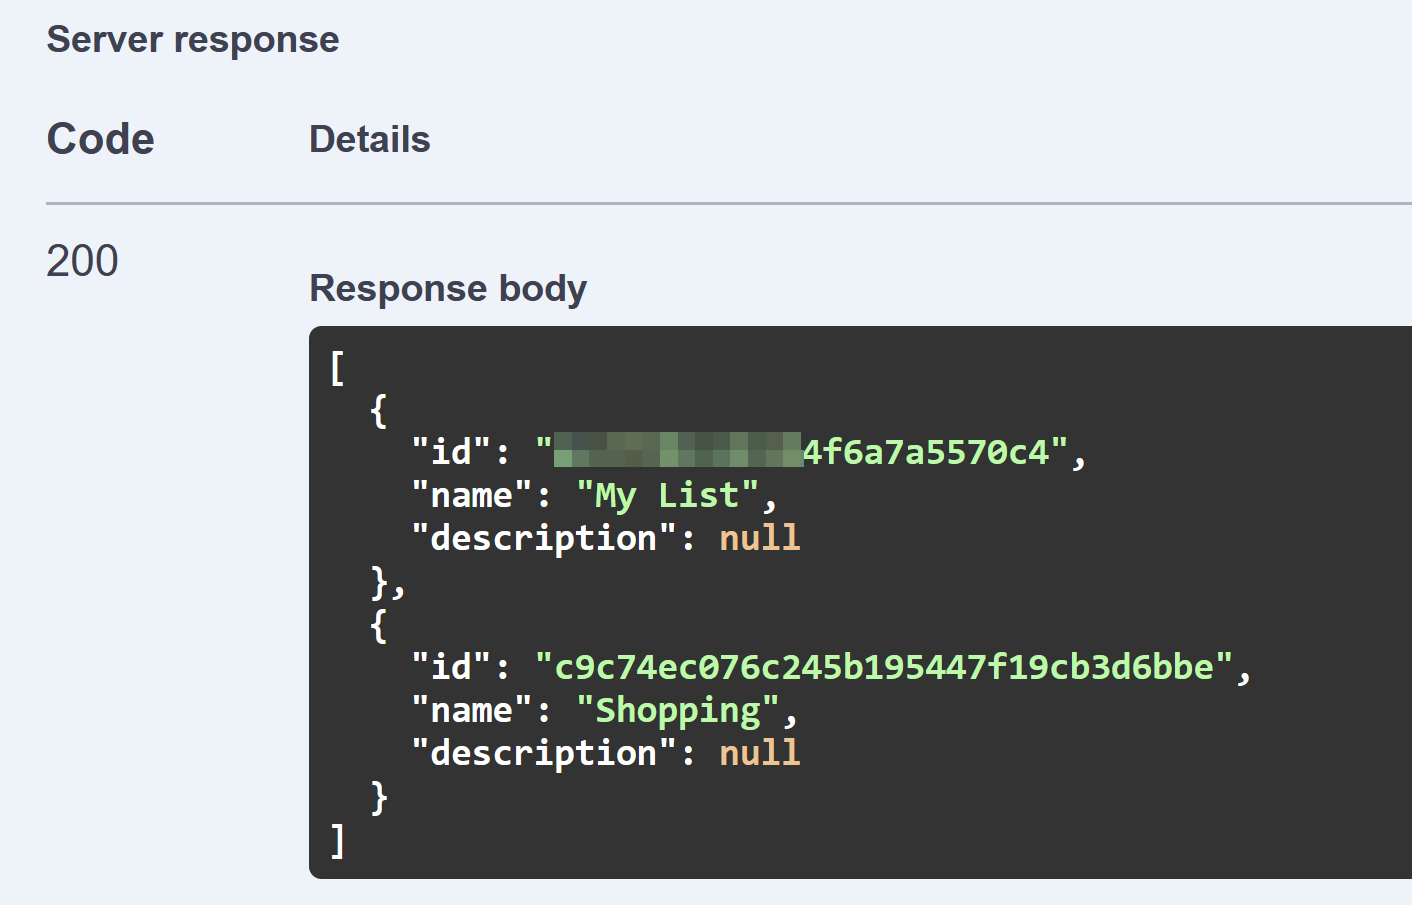 Server response
Code Details
200
Response body
[
  {
    "id": "4f6a7a5570c4",
    "name": "My List",
    "description": null
  },
  {
    "id": "c9c74ec076c245b195447f19cb3d6bbe",
    "name": "Shopping",
    "description": null
  }
]